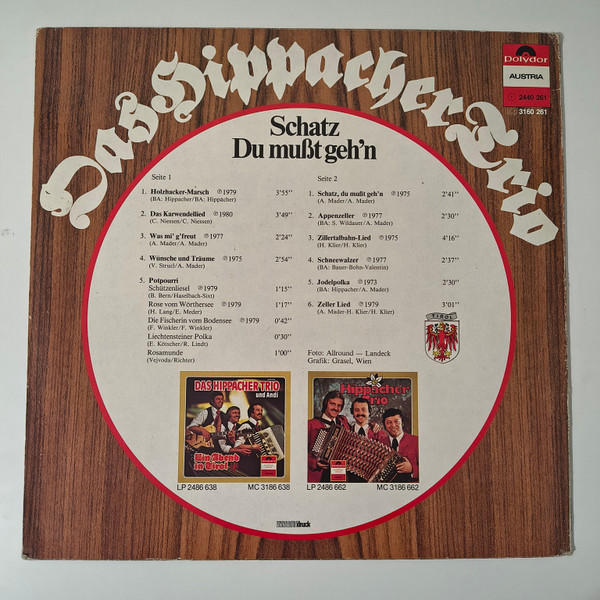 Das Hippacher Trio
Polydor
AUSTRIA
2440 261
3160 261
Schatz
Du mußt geh'n
Seite 1
1. Holzhacker-Marsch ℗ 1979 3'55''
(BA: Hippacher/BA: Hippacher)
2. Das Karwendellied ℗ 1980 3'49''
(C. Niessen/C. Niessen)
3. Was mi' g'freut ℗ 1977 2'24''
(A. Mader/A. Mader)
4. Wünsche und Träume ℗ 1975 2'54''
(V. Strusil/A. Mader)
5. Potpourri
Schützenliesel ℗ 1979 1'15''
(B. Bern/Haselbach-Sixt)
Rose vom Wörthersee ℗ 1979 1'17''
(H. Lang/E. Meder)
Die Fischerin vom Bodensee ℗ 1979 0'42''
(F. Winkler/F. Winkler)
Liechtensteiner Polka 0'30''
(E. Kötscher/R. Lindt)
Rosamunde 1'00''
(Vejvoda/Richter)
Seite 2
1. Schatz, du mußt geh'n ℗ 1975 2'41''
(A. Mader/A. Mader)
2. Appenzeller ℗ 1977 2'30''
(BA: S. Wildauer/A. Mader)
3. Zillertalbahn-Lied ℗ 1975 4'16''
(H. Klier/H. Klier)
4. Schneewalzer ℗ 1977 2'37''
(BA: Bauer-Bohn-Valentin)
5. Jodelpolka ℗ 1973 2'30''
(BA: Hippacher/A. Mader)
6. Zeller Lied ℗ 1979 3'01''
(A. Mader-H. Klier/H. Klier)
TIROL
Foto: Allround — Landeck
Grafik: Grasel, Wien
DAS HIPPACHER TRIO
und Andi
Ein Abend
in Tirol
LP 2486 638 MC 3186 638
Hippacher
Trio
LP 2486 662 MC 3186 662
druck